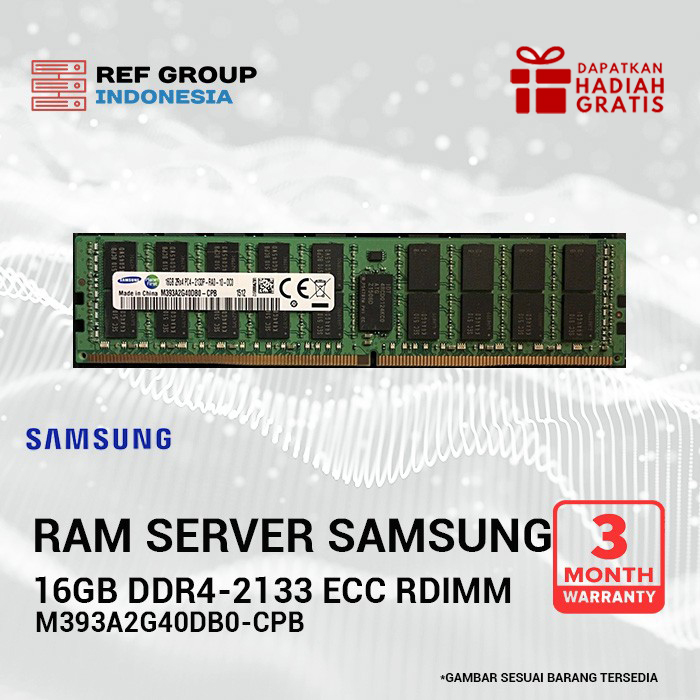 REF GROUP
INDONESIA
DAPATKAN
HADIAH
GRATIS
SAMSUNG
16GB 2Rx4 PC4-2133P-RA0-10-DC0
Made in China M393A2G40DB0-CPB 1512
SAMSUNG
RAM SERVER SAMSUNG
16GB DDR4-2133 ECC RDIMM
M393A2G40DB0-CPB
3
MONTH
WARRANTY
*GAMBAR SESUAI BARANG TERSEDIA